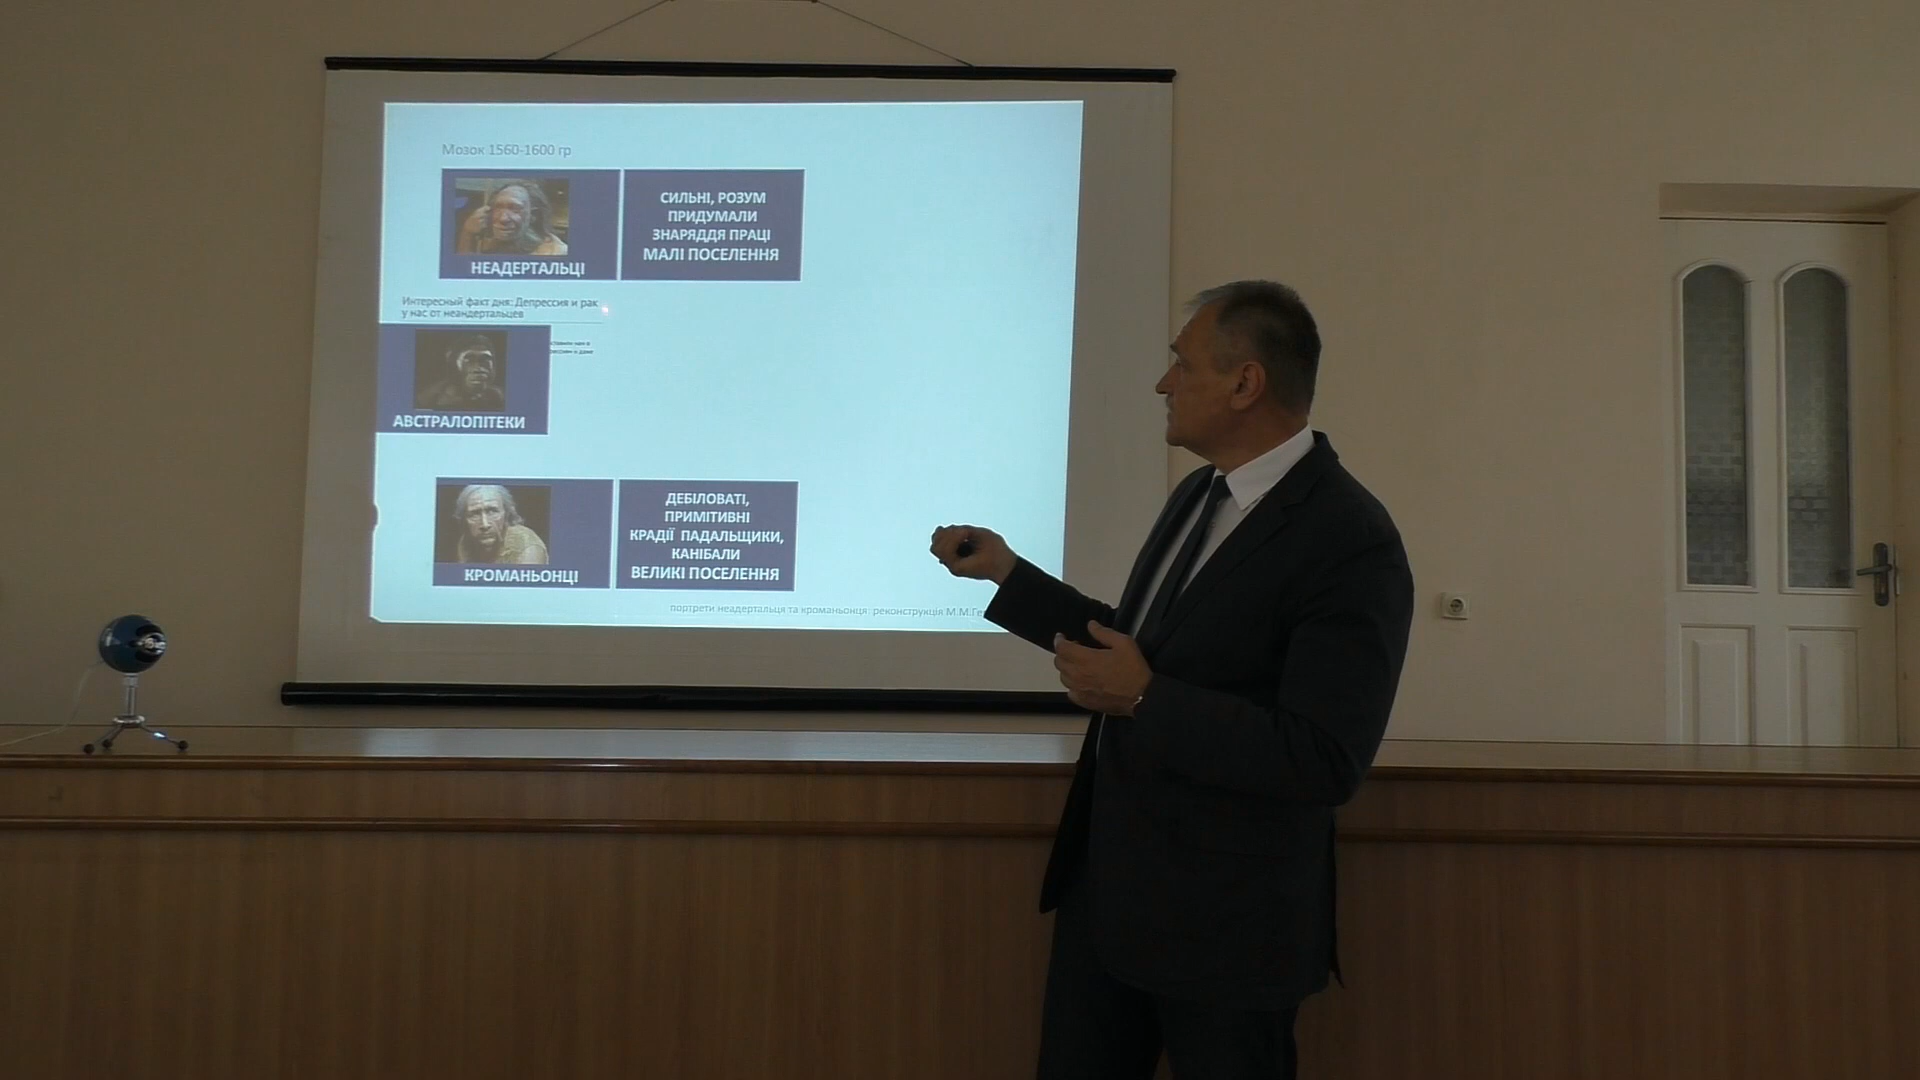 Мозок 1560-1600 гр
НЕАДЕРТАЛЬЦІ
СИЛЬНІ, РОЗУМ
ПРИДУМАЛИ
ЗНАРЯДДЯ ПРАЦІ
МАЛІ ПОСЕЛЕННЯ
Интересный факт дня: Депрессия и рак
у нас от неандертальцев
АВСТРАЛОПІТЕКИ
КРОМАНЬОНЦІ
ДЕБІЛОВАТІ,
ПРИМІТИВНІ
КРАДІЇ ПАДАЛЬЩИКИ,
КАНІБАЛИ
ВЕЛИКІ ПОСЕЛЕННЯ
портрети неадертальця та кроманьонця: реконструкція М.М.